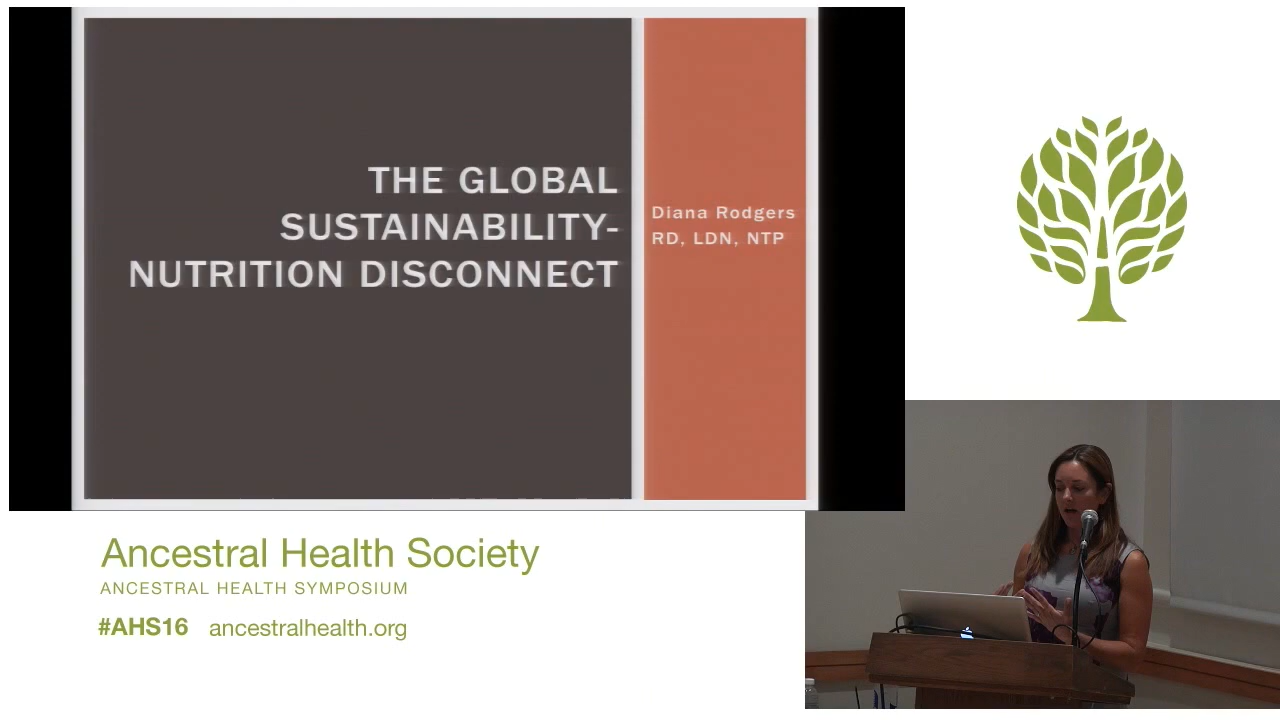 THE GLOBAL
SUSTAINABILITY-
NUTRITION DISCONNECT
Diana Rodgers
RD, LDN, NTP
Ancestral Health Society
ANCESTRAL HEALTH SYMPOSIUM
#AHS16 ancestralhealth.org